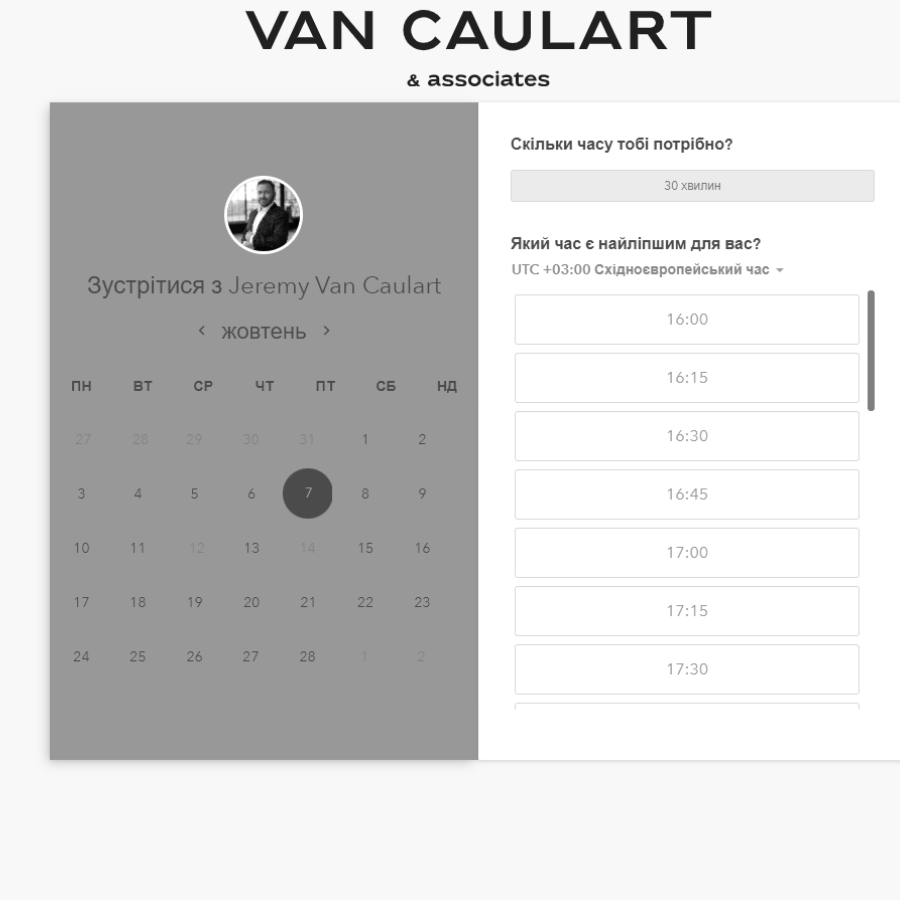 VAN CAULART
& associates
Зустрітися з Jeremy Van Caulart
жовтень
ПН ВТ СР ЧТ ПТ СБ НД
27 28 29 30 31 1 2
3 4 5 6 7 8 9
10 11 12 13 14 15 16
17 18 19 20 21 22 23
24 25 26 27 28 1 2
Скільки часу тобі потрібно?
30 хвилин
Який час є найліпшим для вас?
UTC +03:00 Східноєвропейський час
16:00
16:15
16:30
16:45
17:00
17:15
17:30